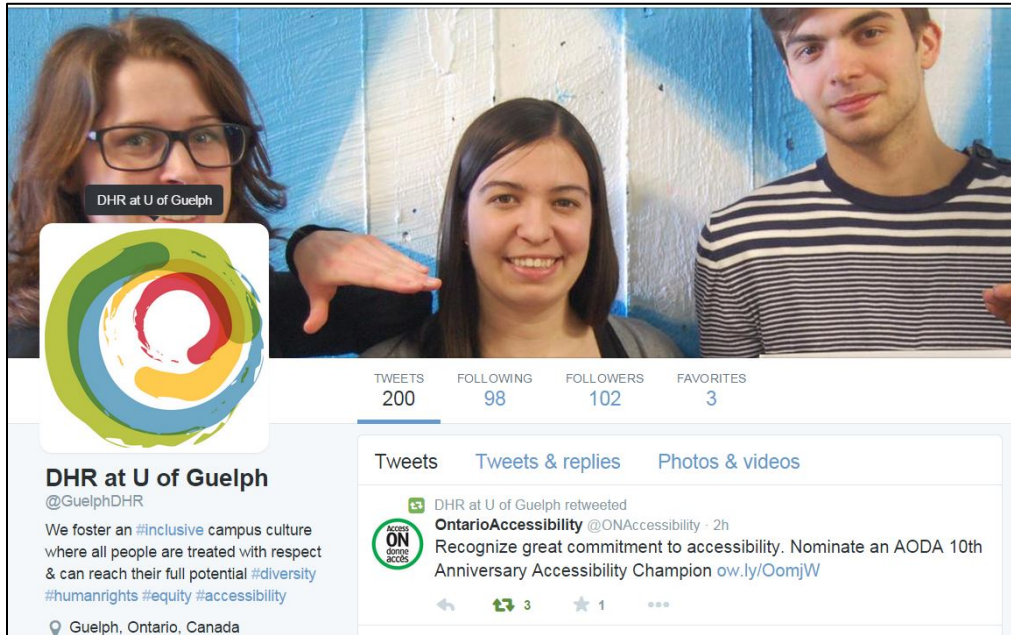 DHR at U of Guelph
TWEETS FOLLOWING FOLLOWERS FAVORITES
200 98 102 3
DHR at U of Guelph
@GuelphDHR
We foster an #inclusive campus culture
where all people are treated with respect
& can reach their full potential #diversity
#humanrights #equity #accessibility
Guelph, Ontario, Canada
Tweets Tweets & replies Photos & videos
DHR at U of Guelph retweeted
OntarioAccessibility @ONAccessibility · 2h
Access
ON
donne
accès
Recognize great commitment to accessibility. Nominate an AODA 10th
Anniversary Accessibility Champion ow.ly/OomjW
3 1